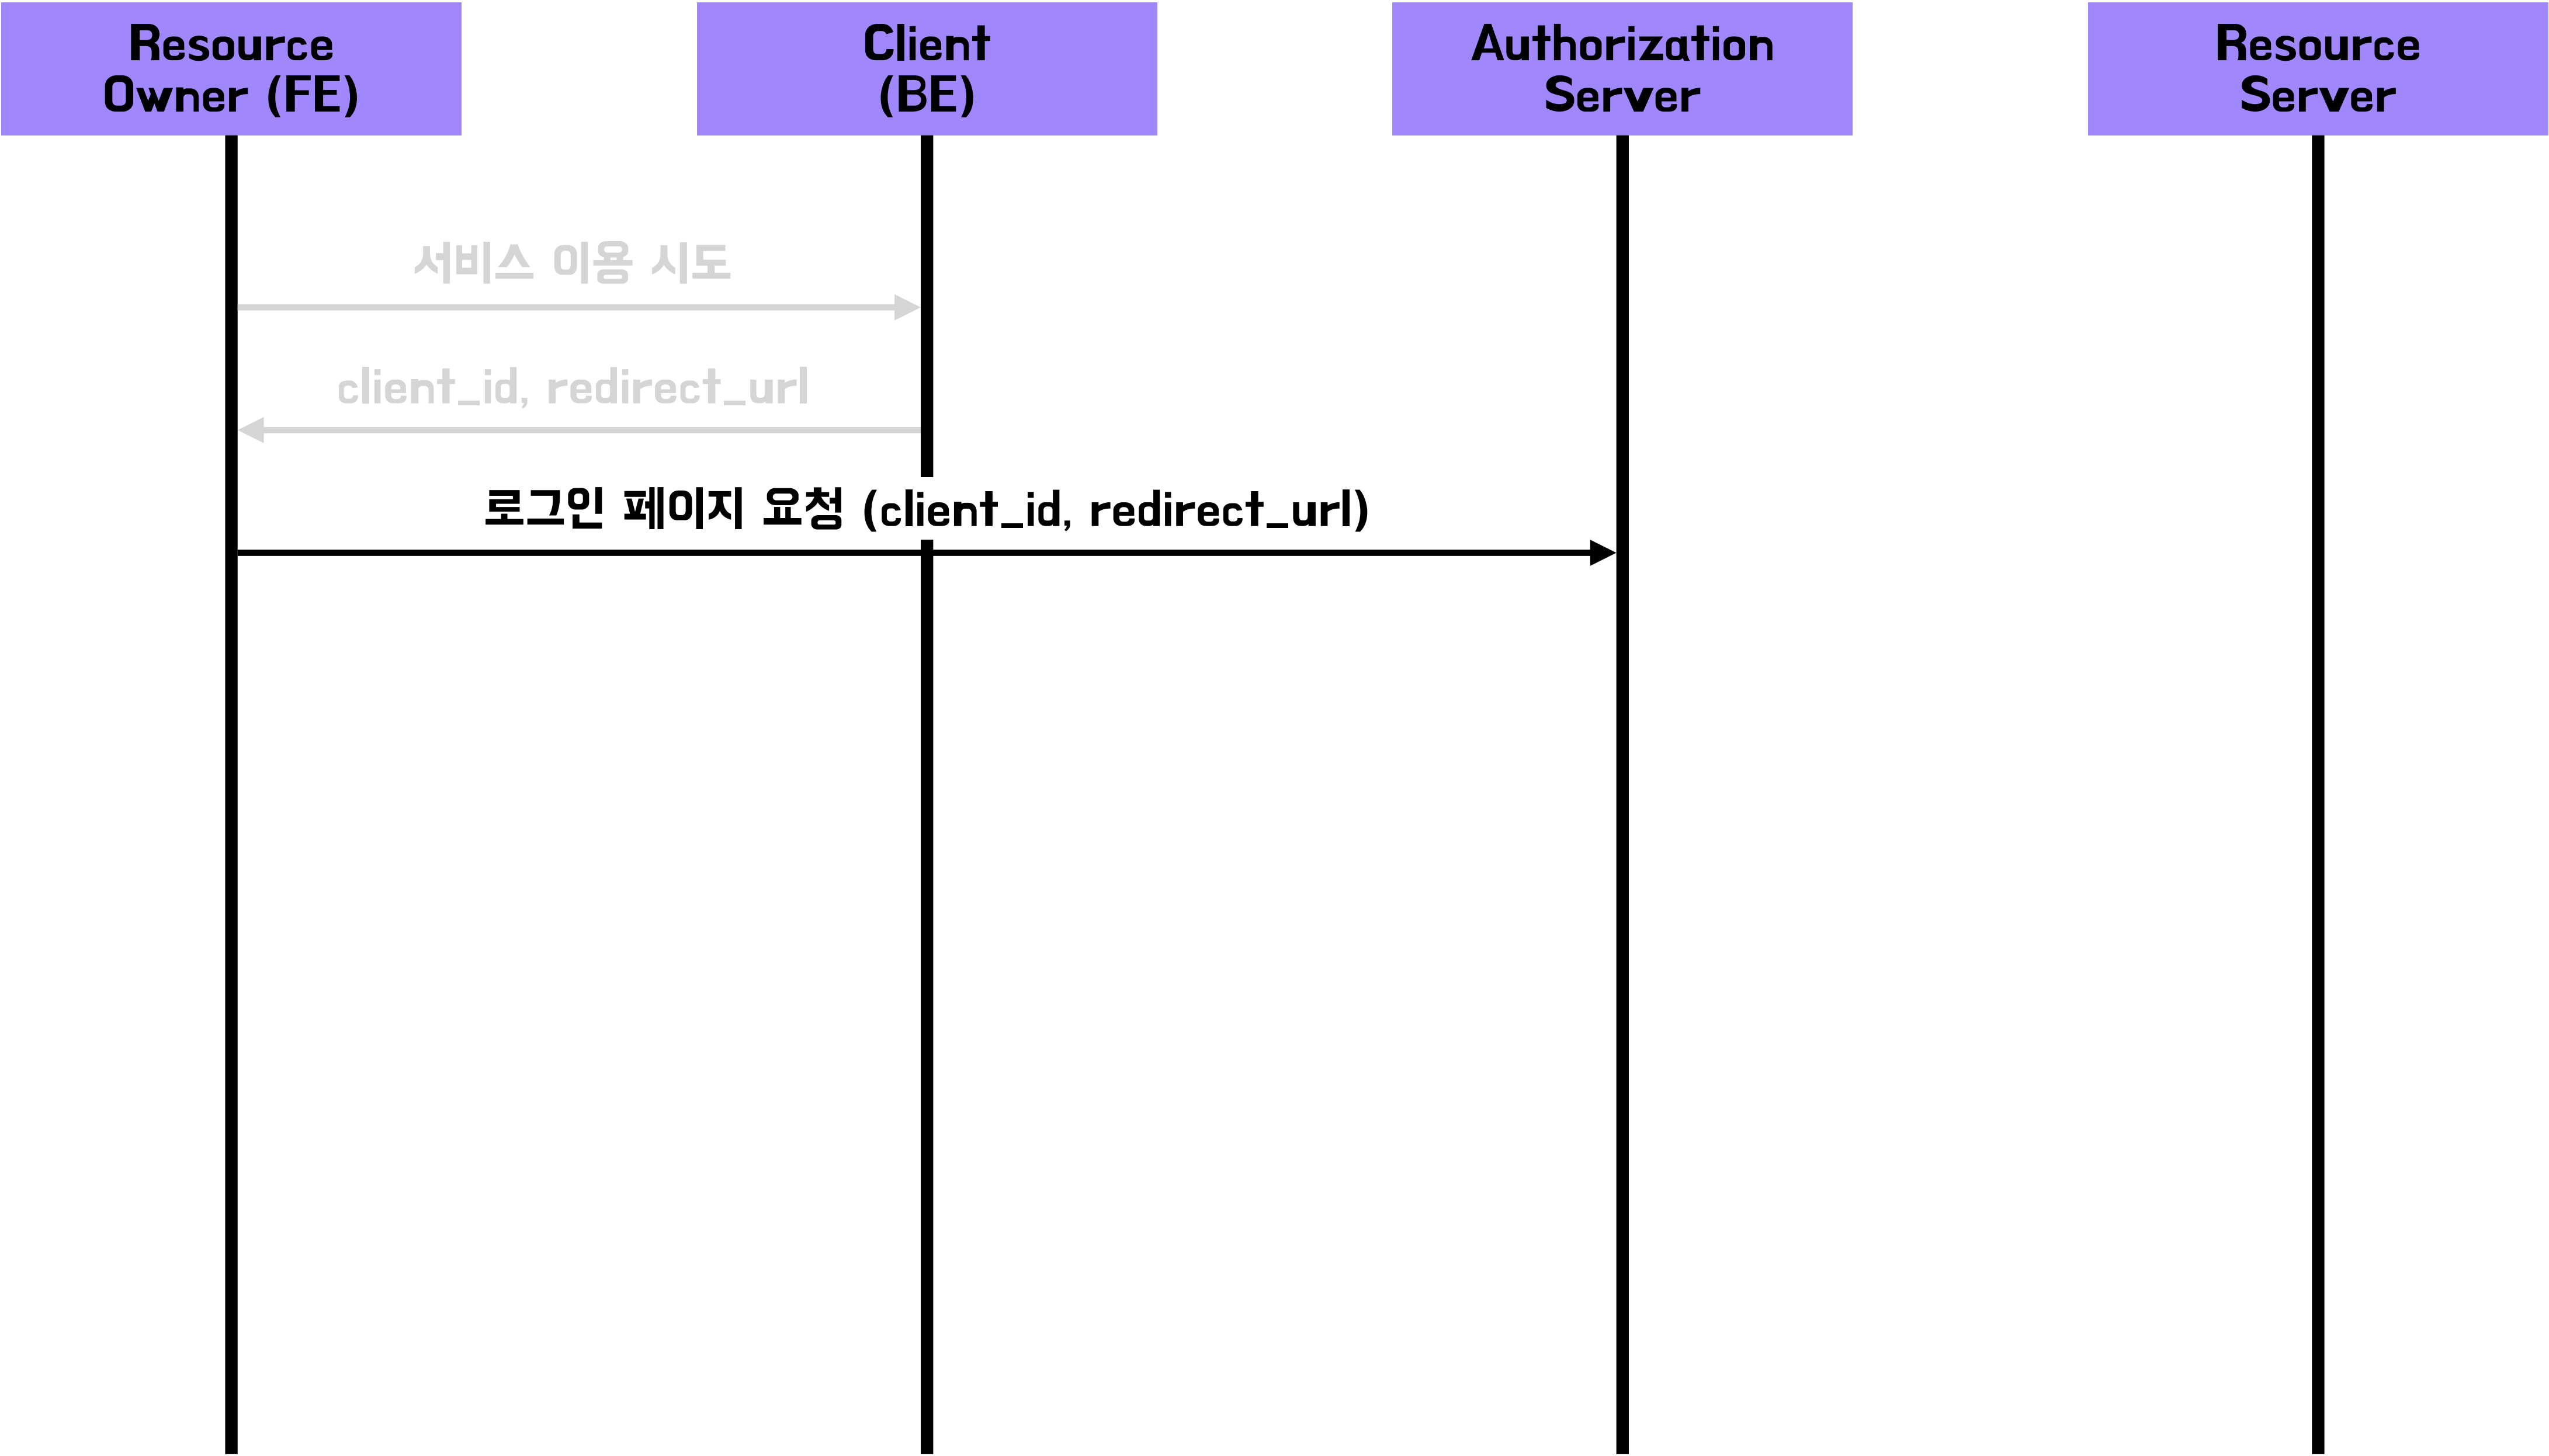 Resource
Owner (FE)
Client
(BE)
Authorization
Server
Resource
Server
서비스 이용 시도
client_id, redirect_url
로그인 페이지 요청 (client_id, redirect_url)